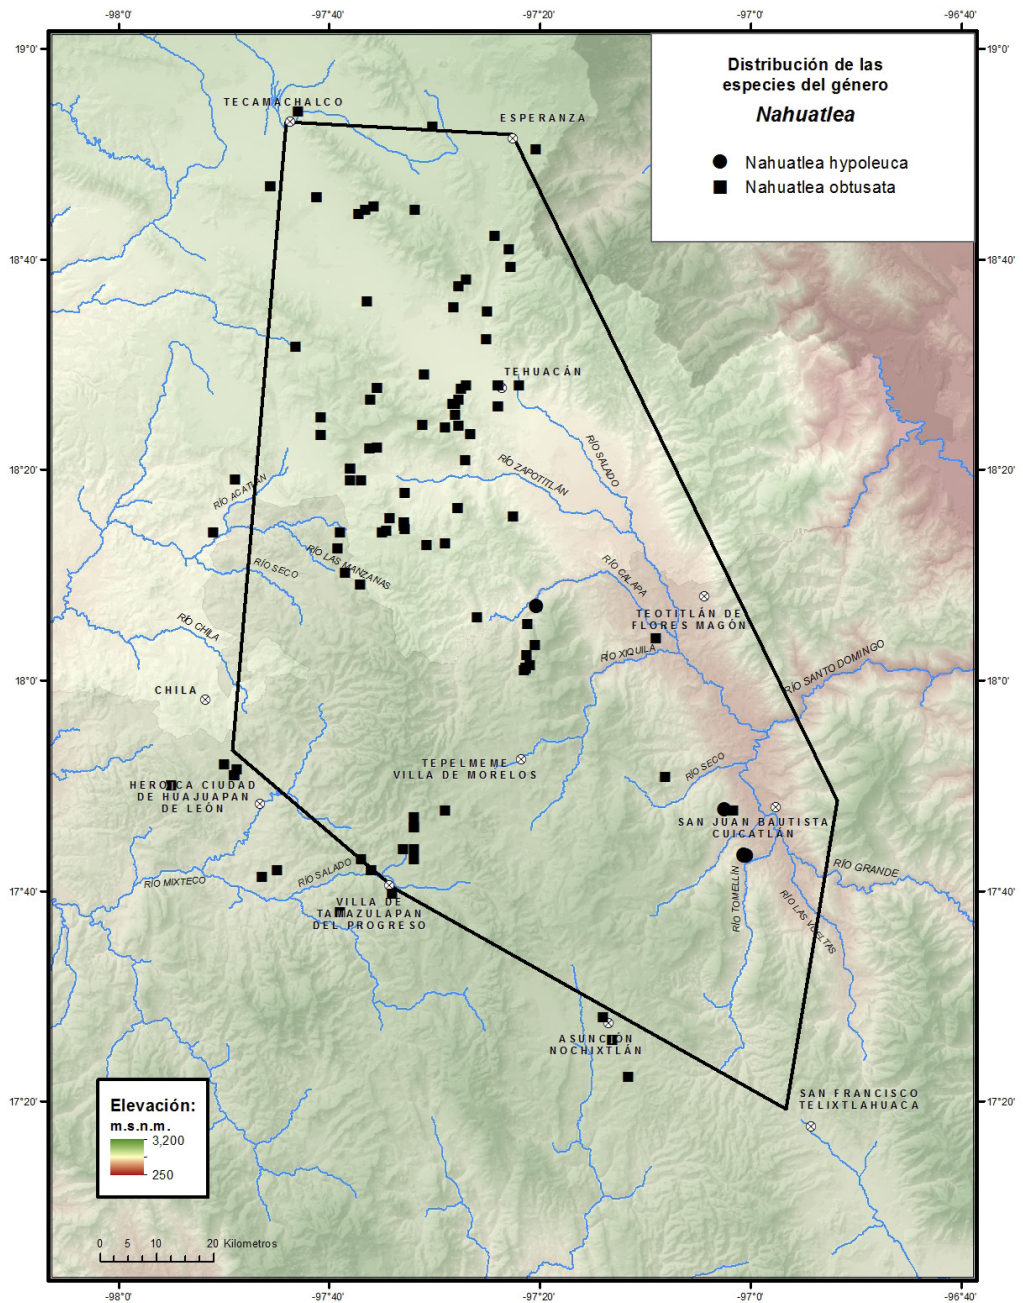 -98°0'
-97°40'
-97°20'
-97°0'
-96°40'
19°0'
19°0'
Distribución de las
especies del género
Nahuatlea
Nahuatlea hypoleuca
Nahuatlea obtusata
TECAMACHALCO
ESPERANZA
18°40'
18°40'
TEHUACÁN
RÍO SALADO
RÍO ZAPOTITLÁN
18°20'
18°20'
RÍO ACATLÁN
RÍO LAS MANZANAS
RÍO SECO
RÍO CALAPA
TEOTITLÁN DE
FLORES MAGÓN
RÍO CHILA
RÍO XIQUILA
RÍO SANTO DOMINGO
18°0'
18°0'
CHILA
TEPELMEME
VILLA DE MORELOS
RÍO SECO
HEROICA CIUDAD
DE HUAJUAPAN
DE LEÓN
SAN JUAN BAUTISTA
CUICATLÁN
RÍO GRANDE
RÍO SALADO
RÍO MIXTECO
17°40'
17°40'
RÍO TOMELLÍN
RÍO LAS VUELTAS
VILLA DE
TAMAZULAPAN
DEL PROGRESO
ASUNCIÓN
NOCHIXTLÁN
SAN FRANCISCO
TELIXTLAHUACA
17°20'
17°20'
Elevación:
m.s.n.m.
3,200
250
0 5 10 20 Kilometros
-98°0'
-97°40'
-97°20'
-97°0'
-96°40'